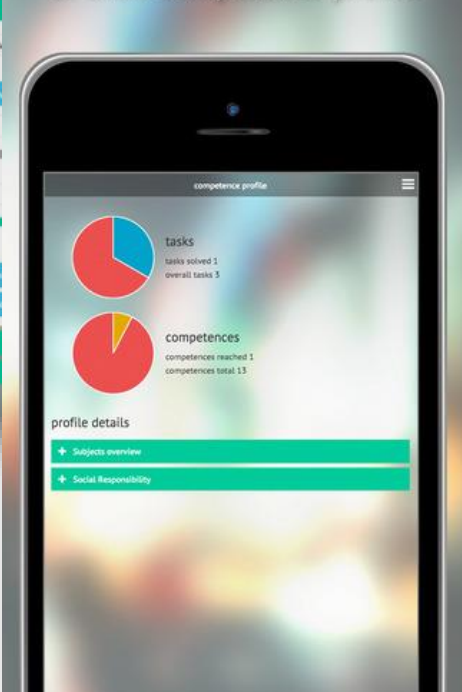 competence profile
tasks
tasks solved 1
overall tasks 3
competences
competences reached 1
competences total 13
profile details
+ Subjects overview
+ Social Responsibility